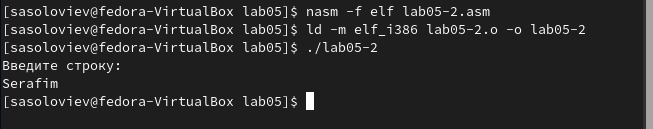 [sasoloviev@fedora-VirtualBox lab05]$ nasm -f elf lab05-2.asm
[sasoloviev@fedora-VirtualBox lab05]$ ld -m elf_i386 lab05-2.o -o lab05-2
[sasoloviev@fedora-VirtualBox lab05]$ ./lab05-2
Введите строку:
Serafim
[sasoloviev@fedora-VirtualBox lab05]$